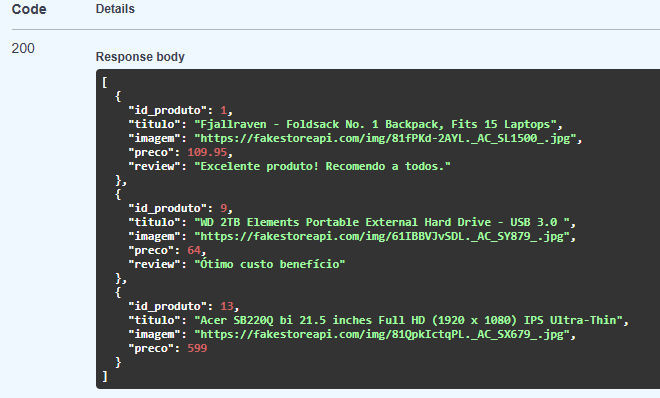 Code Details
200
Response body
[
  {
    "id_produto": 1,
    "titulo": "Fjallraven - Foldsack No. 1 Backpack, Fits 15 Laptops",
    "imagem": "https://fakestoreapi.com/img/81fPKd-2AYL._AC_SL1500_.jpg",
    "preco": 109.95,
    "review": "Excelente produto! Recomendo a todos."
  },
  {
    "id_produto": 9,
    "titulo": "WD 2TB Elements Portable External Hard Drive - USB 3.0 ",
    "imagem": "https://fakestoreapi.com/img/61IBBVJvSDL._AC_SY879_.jpg",
    "preco": 64,
    "review": "Ótimo custo benefício"
  },
  {
    "id_produto": 13,
    "titulo": "Acer SB220Q bi 21.5 inches Full HD (1920 x 1080) IPS Ultra-Thin",
    "imagem": "https://fakestoreapi.com/img/81QpkIctqPL._AC_SX679_.jpg",
    "preco": 599
  }
]